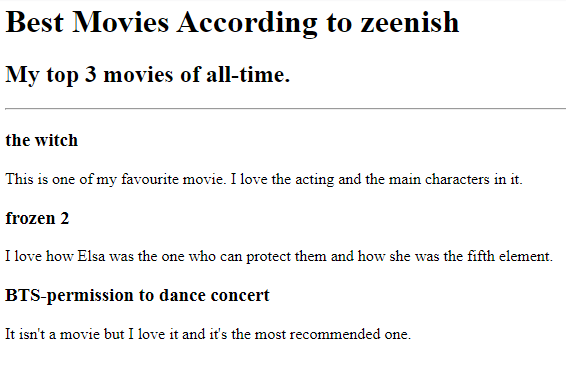 Best Movies According to zeenish
My top 3 movies of all-time.
the witch
This is one of my favourite movie. I love the acting and the main characters in it.
frozen 2
I love how Elsa was the one who can protect them and how she was the fifth element.
BTS-permission to dance concert
It isn't a movie but I love it and it's the most recommended one.